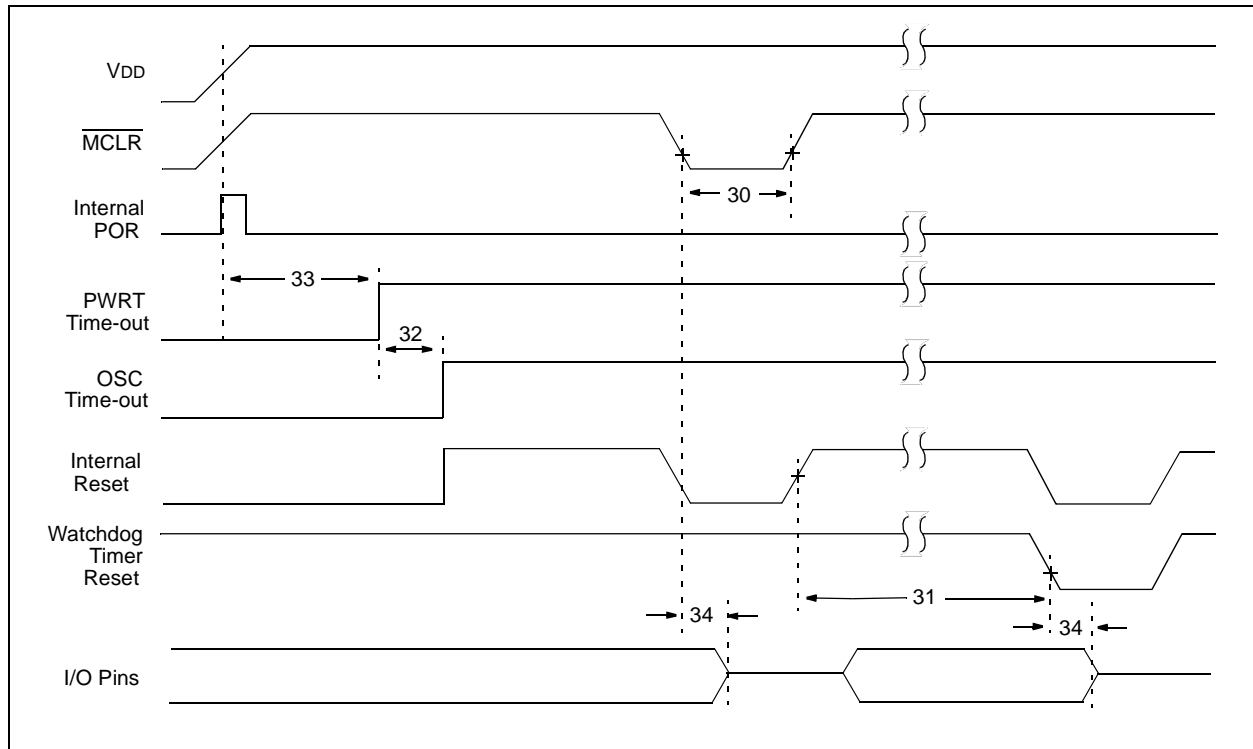 VDD
MCLR
30
Internal
POR
33
PWRT
Time-out
32
OSC
Time-out
Internal
Reset
Watchdog
Timer
Reset
31
34
34
I/O Pins